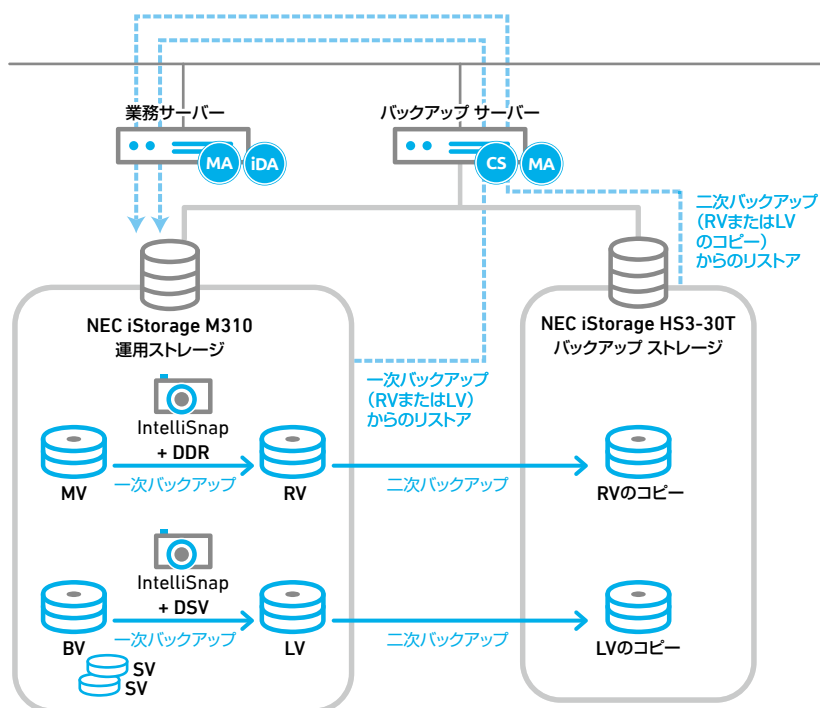 業務サーバー
バックアップ サーバー
MA
iDA
CS
MA
二次バックアップ
（RVまたはLV
のコピー）
からのリストア
NEC iStorage M310
運用ストレージ
NEC iStorage HS3-30T
バックアップ ストレージ
一次バックアップ
（RVまたはLV）
からのリストア
IntelliSnap
+ DDR
MV
一次バックアップ
RV
二次バックアップ
RVのコピー
IntelliSnap
+ DSV
BV
一次バックアップ
LV
二次バックアップ
LVのコピー
SV
SV